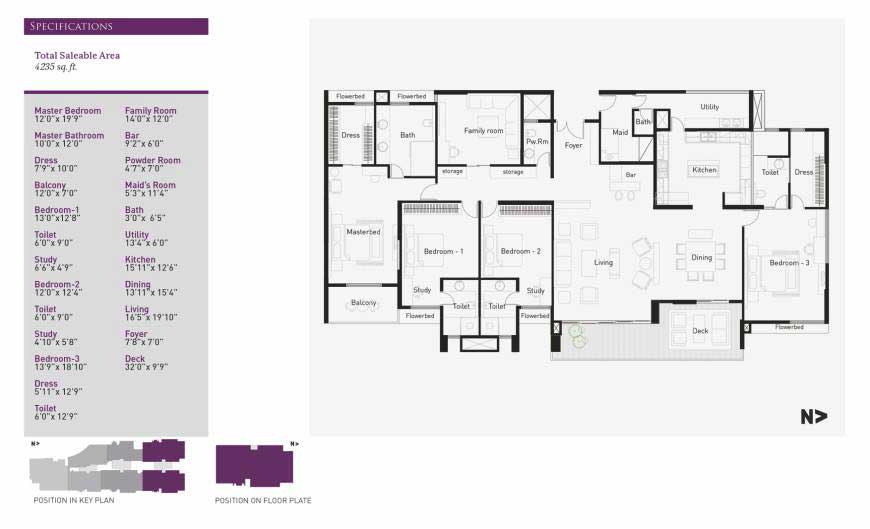 SPECIFICATIONS
Total Saleable Area
4235 sq. ft.
Master Bedroom
12'0"x 19'9"
Master Bathroom
10'0"x 12'0"
Dress
7'9"x 10'0"
Balcony
12'0"x 7'0"
Bedroom-1
13'0"x12'8"
Toilet
6'0"x 9'0"
Study
6'6"x 4'9"
Bedroom-2
12'0"x 12'4"
Toilet
6'0"x 9'0"
Study
4'10"x 5'8"
Bedroom-3
13'9"x 18'10"
Dress
5'11"x 12'9"
Toilet
6'0"x 12'9"
Family Room
14'0"x 12'0"
Bar
9'2"x 6'0"
Powder Room
4'7"x 7'0"
Maid's Room
5'3"x 11'4"
Bath
3'0"x 6'5"
Utility
13'4"x 6'0"
Kitchen
15'11"x 12'6"
Dining
13'11"x 15'4"
Living
16'5"x 19'10"
Foyer
7'8"x 7'0"
Deck
32'0"x 9'9"
N>
POSITION IN KEY PLAN
N>
POSITION ON FLOOR PLATE
Flowerbed
Flowerbed
Dress
Bath
Family room
Pw.Rm
Foyer
Maid
Bath
Utility
storage
storage
Bar
Kitchen
Toilet
Dress
Masterbed
Bedroom - 1
Bedroom - 2
Living
Dining
Bedroom - 3
Study
Study
Balcony
Toilet
Toilet
Flowerbed
Flowerbed
Deck
Flowerbed
N>